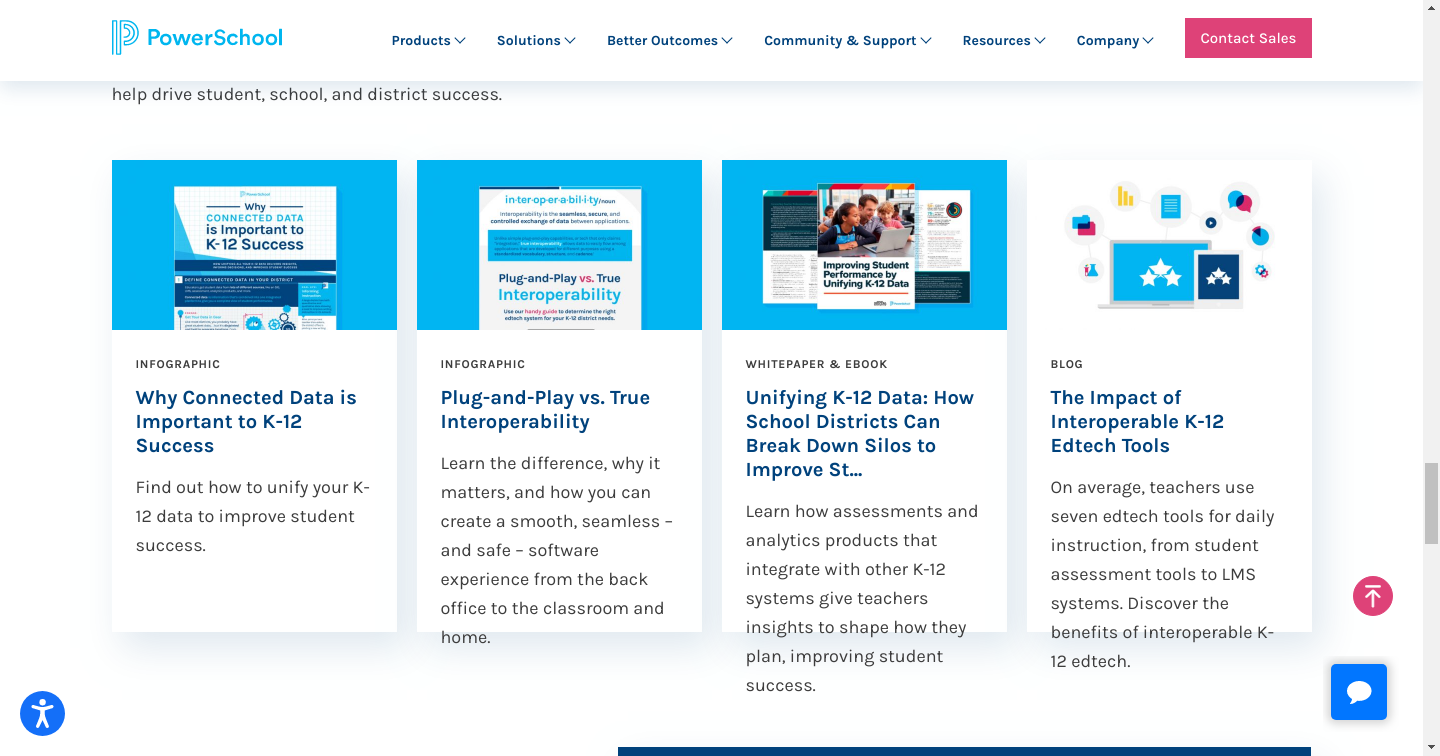 PowerSchool
Products
Solutions
Better Outcomes
Community & Support
Resources
Company
Contact Sales
help drive student, school, and district success.
PowerSchool
Why
CONNECTED DATA
is Important to
K-12 Success
DEFINE CONNECTED DATA IN YOUR DISTRICT
INFOGRAPHIC
Why Connected Data is
Important to K-12
Success
Find out how to unify your K-
12 data to improve student
success.
in·ter·op·er·a·bil·i·ty/noun
Interoperability is the seamless, secure, and
controlled exchange of data between applications.
Plug-and-Play vs. True
Interoperability
Use our handy guide to determine the right
edtech system for your K-12 district needs.
INFOGRAPHIC
Plug-and-Play vs. True
Interoperability
Learn the difference, why it
matters, and how you can
create a smooth, seamless –
and safe – software
experience from the back
office to the classroom and
home.
Improving Student
Performance by
Unifying K-12 Data
WHITEPAPER & EBOOK
Unifying K-12 Data: How
School Districts Can
Break Down Silos to
Improve St...
Learn how assessments and
analytics products that
integrate with other K-12
systems give teachers
insights to shape how they
plan, improving student
success.
BLOG
The Impact of
Interoperable K-12
Edtech Tools
On average, teachers use
seven edtech tools for daily
instruction, from student
assessment tools to LMS
systems. Discover the
benefits of interoperable K-
12 edtech.